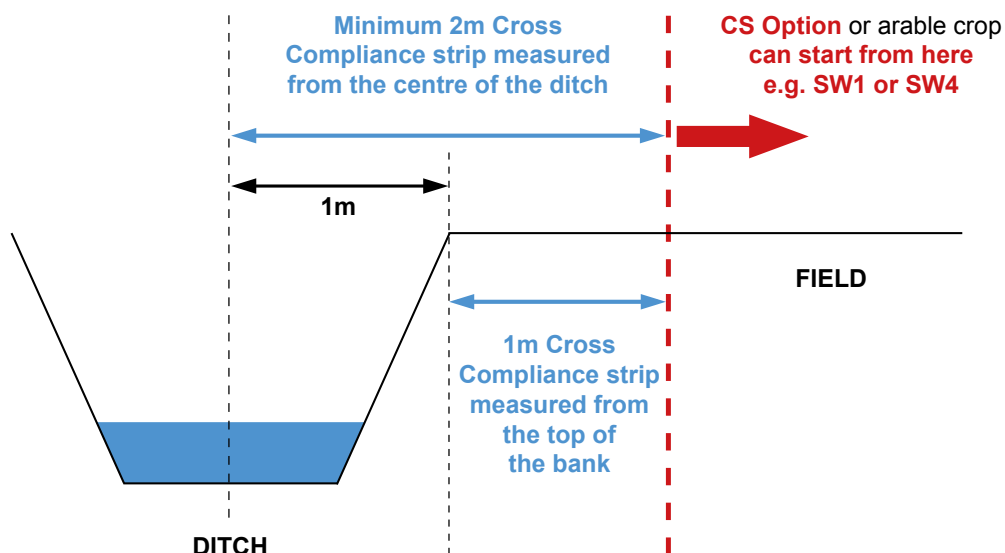 Minimum 2m Cross
Compliance strip measured
from the centre of the ditch
CS Option or arable crop
can start from here
e.g. SW1 or SW4
1m
FIELD
1m Cross
Compliance strip
measured from
the top of
the bank
DITCH